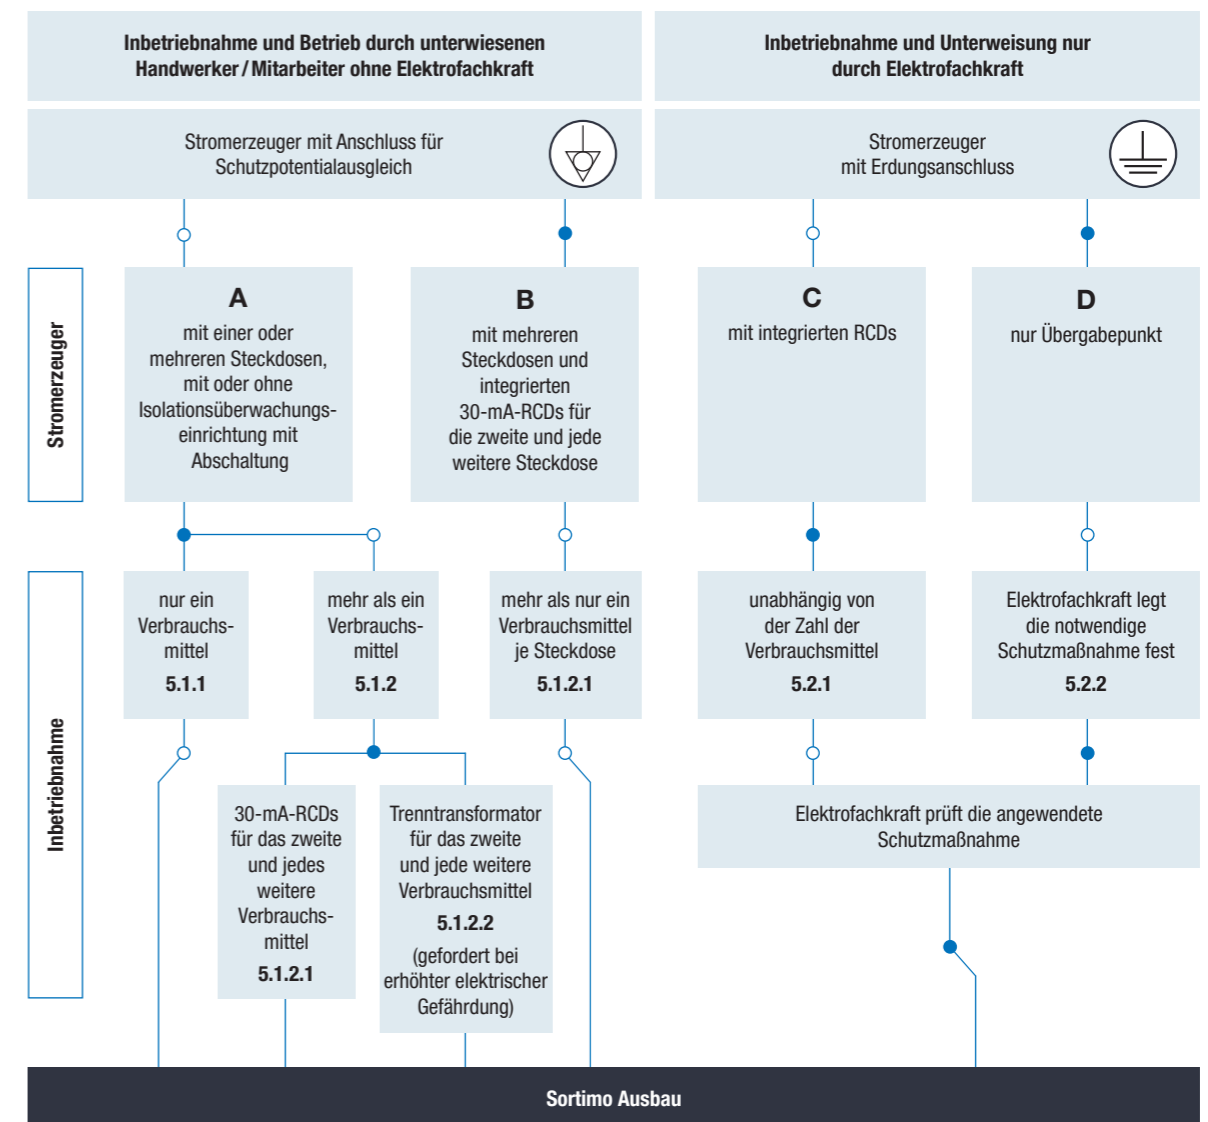 Inbetriebnahme und Betrieb durch unterwiesenen
Handwerker / Mitarbeiter ohne Elektrofachkraft
Inbetriebnahme und Unterweisung nur
durch Elektrofachkraft
Stromerzeuger mit Anschluss für
Schutzpotentialausgleich
Stromerzeuger
mit Erdungsanschluss
Stromerzeuger
A
mit einer oder
mehreren Steckdosen,
mit oder ohne
Isolationsüberwachungs-
einrichtung mit
Abschaltung
B
mit mehreren
Steckdosen und
integrierten
30-mA-RCDs für
die zweite und jede
weitere Steckdose
C
mit integrierten RCDs
D
nur Übergabepunkt
Inbetriebnahme
nur ein
Verbrauchs-
mittel
5.1.1
mehr als ein
Verbrauchs-
mittel
5.1.2
mehr als nur ein
Verbrauchsmittel
je Steckdose
5.1.2.1
unabhängig von
der Zahl der
Verbrauchsmittel
5.2.1
Elektrofachkraft legt
die notwendige
Schutzmaßnahme fest
5.2.2
30-mA-RCDs
für das zweite
und jedes
weitere
Verbrauchs-
mittel
5.1.2.1
Trenntransformator
für das zweite
und jede weitere
Verbrauchsmittel
5.1.2.2
(gefordert bei
erhöhter elektrischer
Gefährdung)
Elektrofachkraft prüft die angewendete
Schutzmaßnahme
Sortimo Ausbau